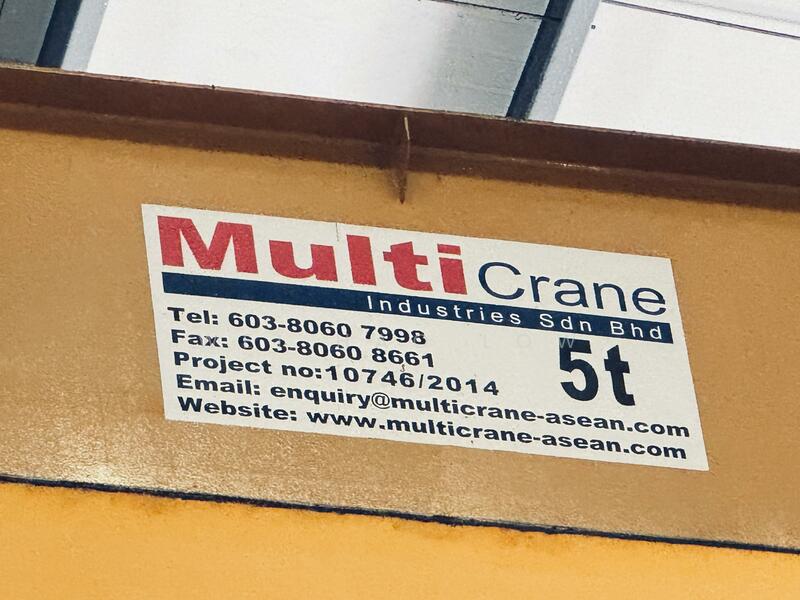 Multi Crane
Industries Sdn Bhd
Tel: 603-8060 7998
Fax: 603-8060 8661
5t
Project no:10746/2014
Email: enquiry@multicrane-asean.com
Website: www.multicrane-asean.com